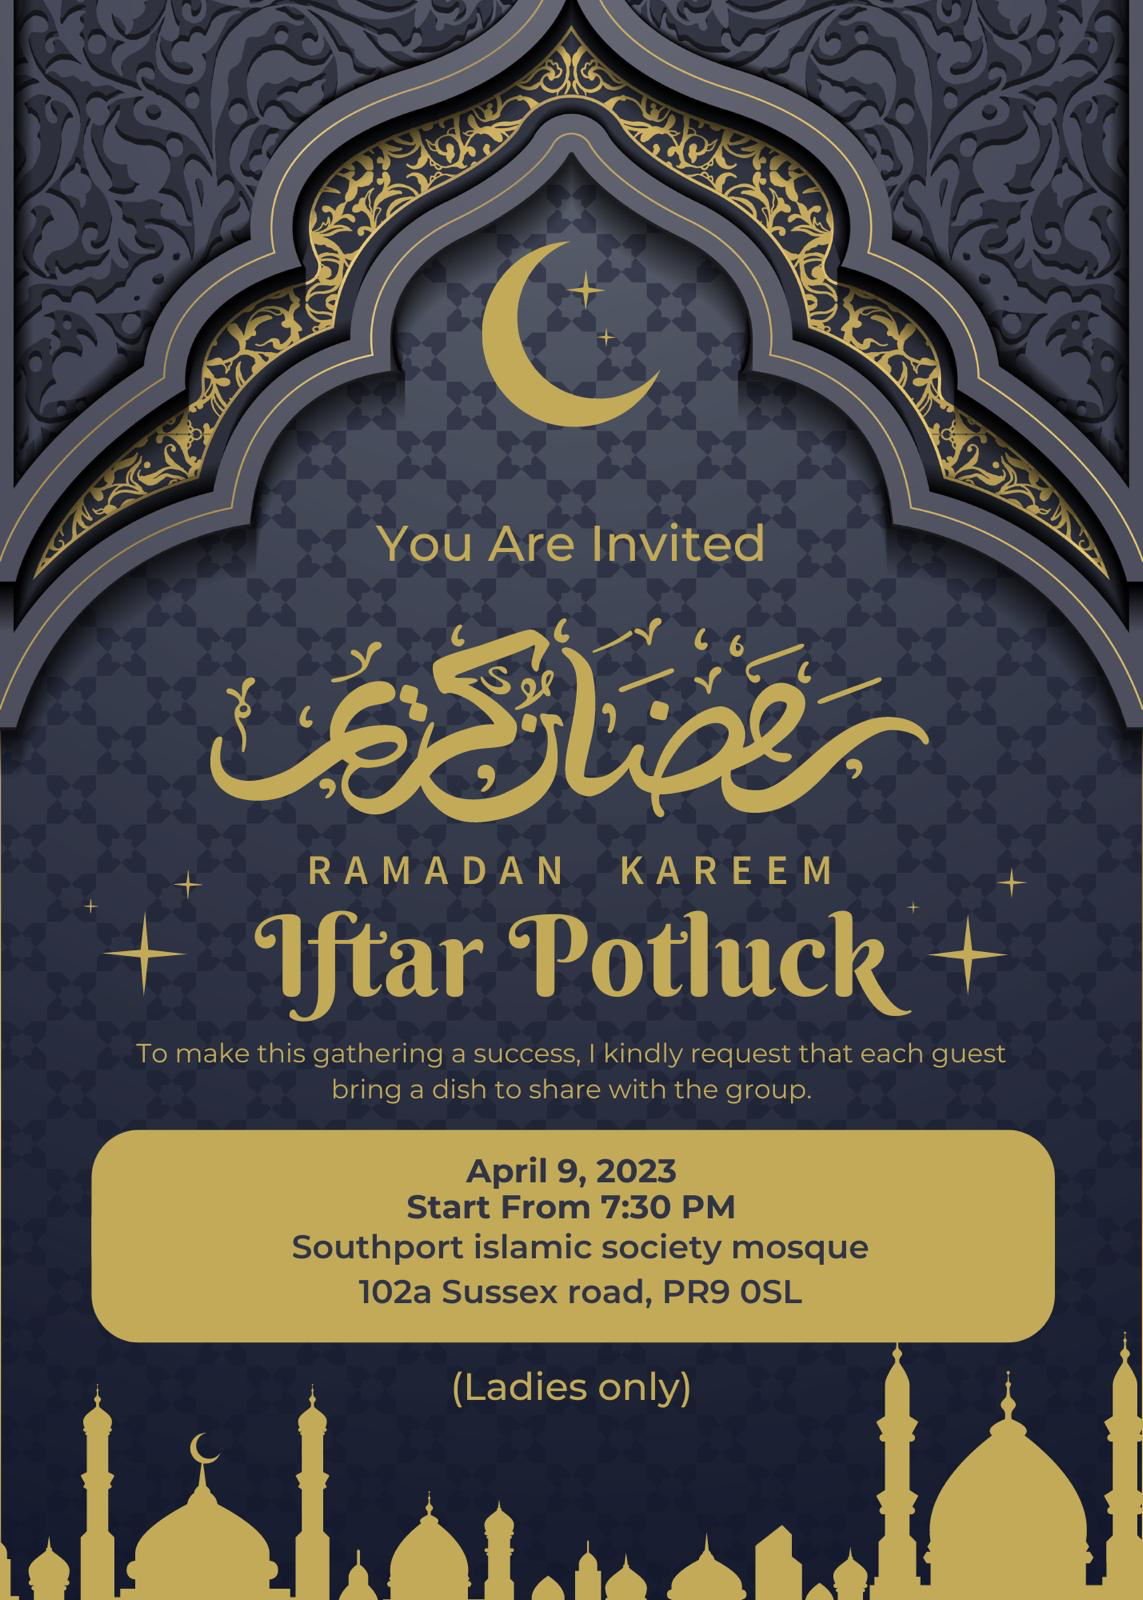 You Are Invited
رمضان كريم
RAMADAN KAREEM
Iftar Potluck
To make this gathering a success, I kindly request that each guest
bring a dish to share with the group.
April 9, 2023
Start From 7:30 PM
Southport islamic society mosque
102a Sussex road, PR9 0SL
(Ladies only)